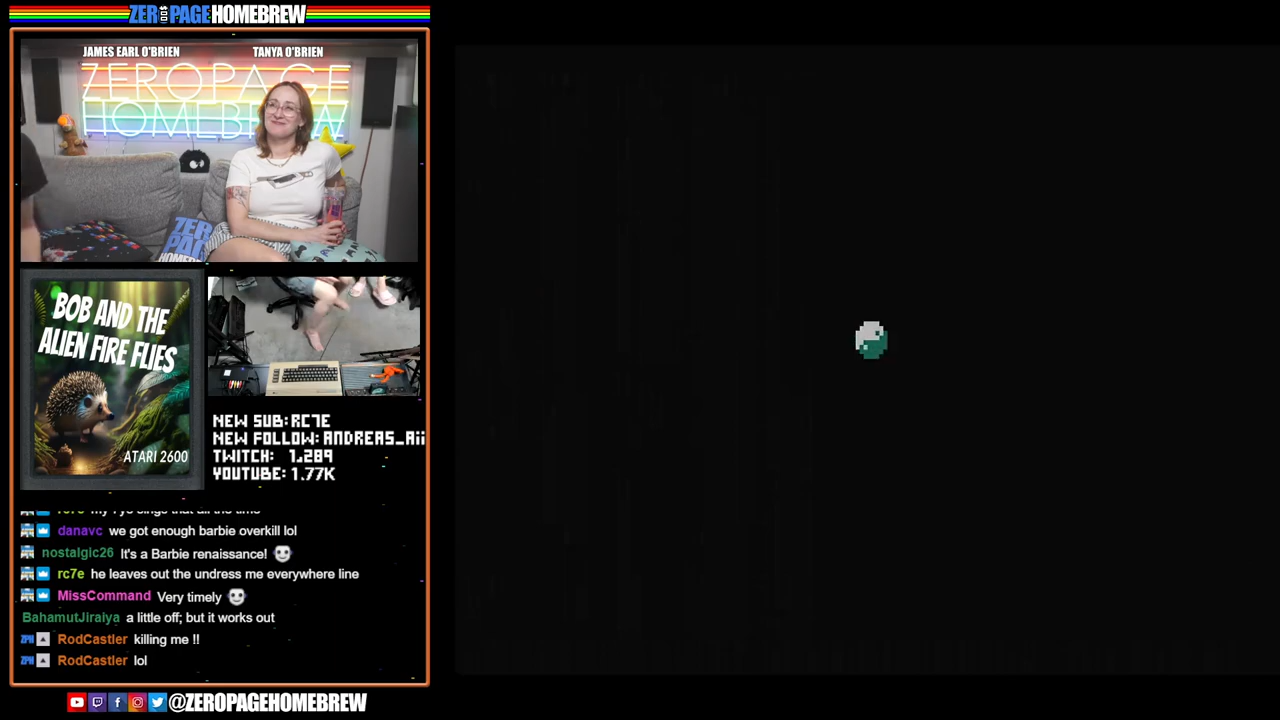 ZEROPAGE HOMEBREW
JAMES EARL O'BRIEN
TANYA O'BRIEN
ZEROPAGE
HOMEBREW
ZERO
PAGE
BOB AND THE
ALIEN FIRE FLIES
ATARI 2600
NEW SUB: RC7E
NEW FOLLOW: ANDREAS_Aii
TWITCH: 1,289
YOUTUBE: 1.77K
danavc we got enough barbie overkill lol
nostalgic26 It's a Barbie renaissance!
rc7e he leaves out the undress me everywhere line
MissCommand Very timely
BahamutJiraiya a little off; but it works out
ZPH RodCastler killing me !!
ZPH RodCastler lol
@ZEROPAGEHOMEBREW